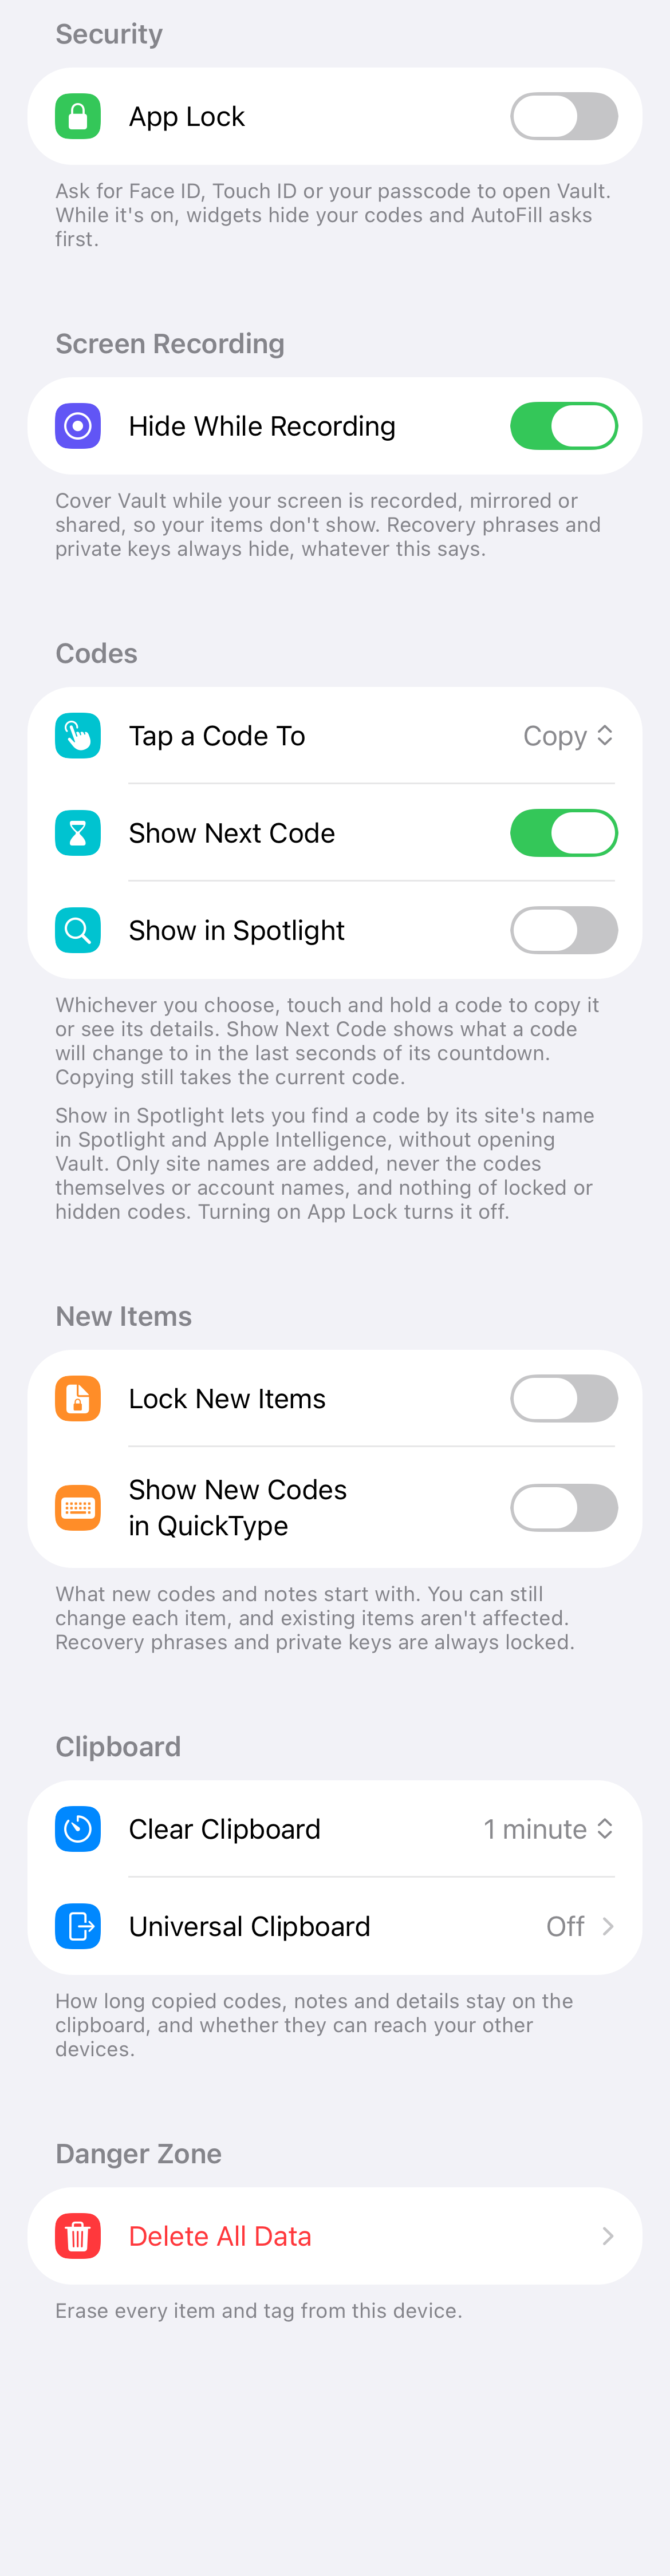 Security
App Lock
Ask for Face ID, Touch ID or your passcode to open Vault.
While it's on, widgets hide your codes and AutoFill asks
first.
Screen Recording
Hide While Recording
Cover Vault while your screen is recorded, mirrored or
shared, so your items don't show. Recovery phrases and
private keys always hide, whatever this says.
Codes
Tap a Code To Copy
Show Next Code
Show in Spotlight
Whichever you choose, touch and hold a code to copy it
or see its details. Show Next Code shows what a code
will change to in the last seconds of its countdown.
Copying still takes the current code.
Show in Spotlight lets you find a code by its site's name
in Spotlight and Apple Intelligence, without opening
Vault. Only site names are added, never the codes
themselves or account names, and nothing of locked or
hidden codes. Turning on App Lock turns it off.
New Items
Lock New Items
Show New Codes
in QuickType
What new codes and notes start with. You can still
change each item, and existing items aren't affected.
Recovery phrases and private keys are always locked.
Clipboard
Clear Clipboard 1 minute
Universal Clipboard Off
How long copied codes, notes and details stay on the
clipboard, and whether they can reach your other
devices.
Danger Zone
Delete All Data
Erase every item and tag from this device.